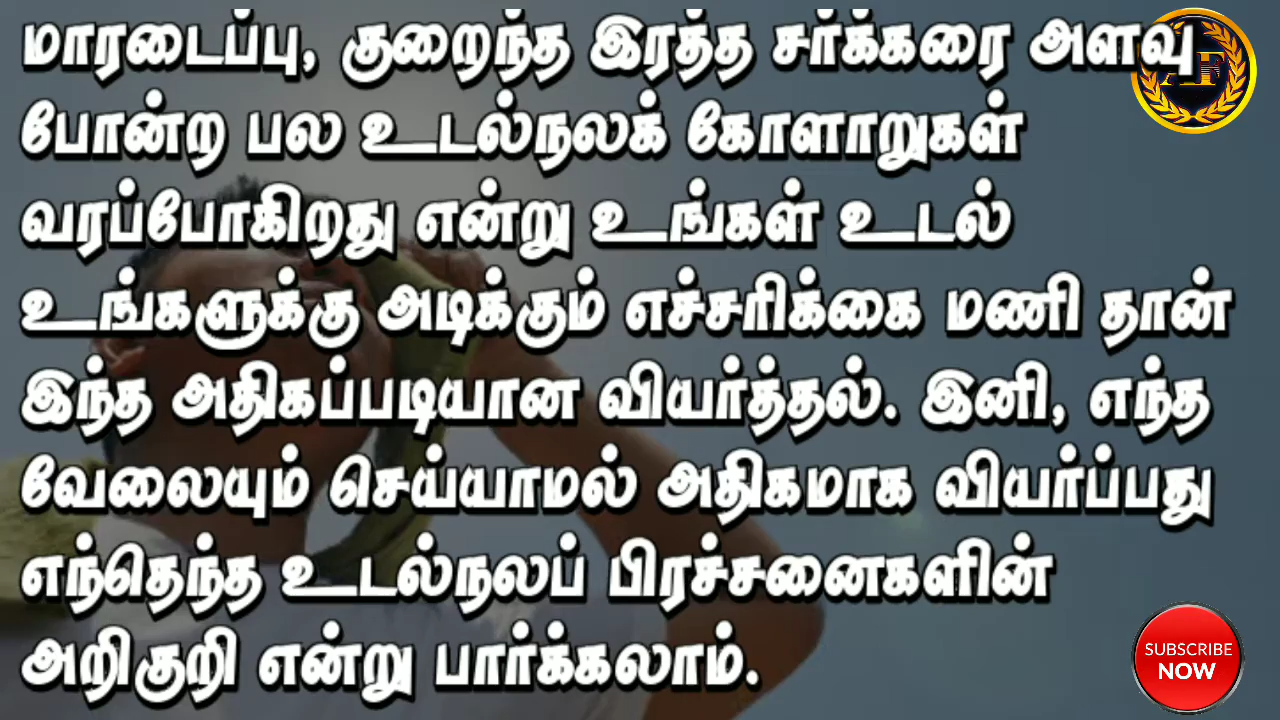 மாரடைப்பு, குறைந்த இரத்த சர்க்கரை அளவு
போன்ற பல உடல்நலக் கோளாறுகள்
வரப்போகிறது என்று உங்கள் உடல்
உங்களுக்கு அடிக்கும் எச்சரிக்கை மணி தான்
இந்த அதிகப்படியான வியர்த்தல். இனி, எந்த
வேலையும் செய்யாமல் அதிகமாக வியர்ப்பது
எந்தெந்த உடல்நலப் பிரச்சனைகளின்
அறிகுறி என்று பார்க்கலாம்.
SUBSCRIBE
NOW